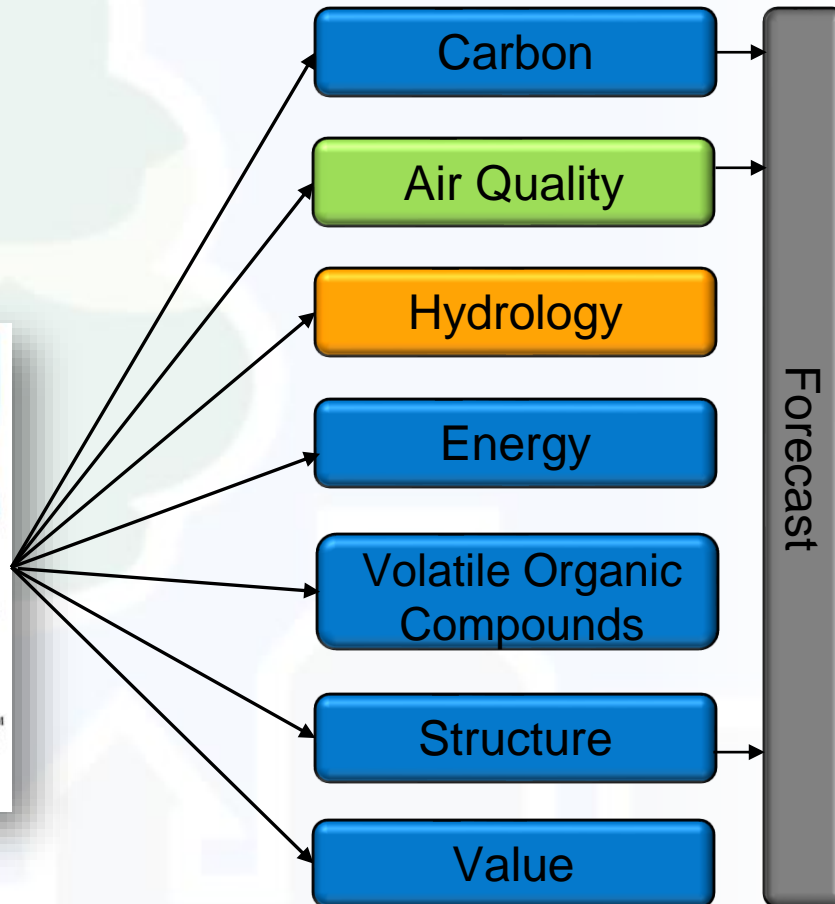 Carbon
Air Quality
Hydrology
Energy
Volatile Organic
Compounds
Structure
Value
Forecast